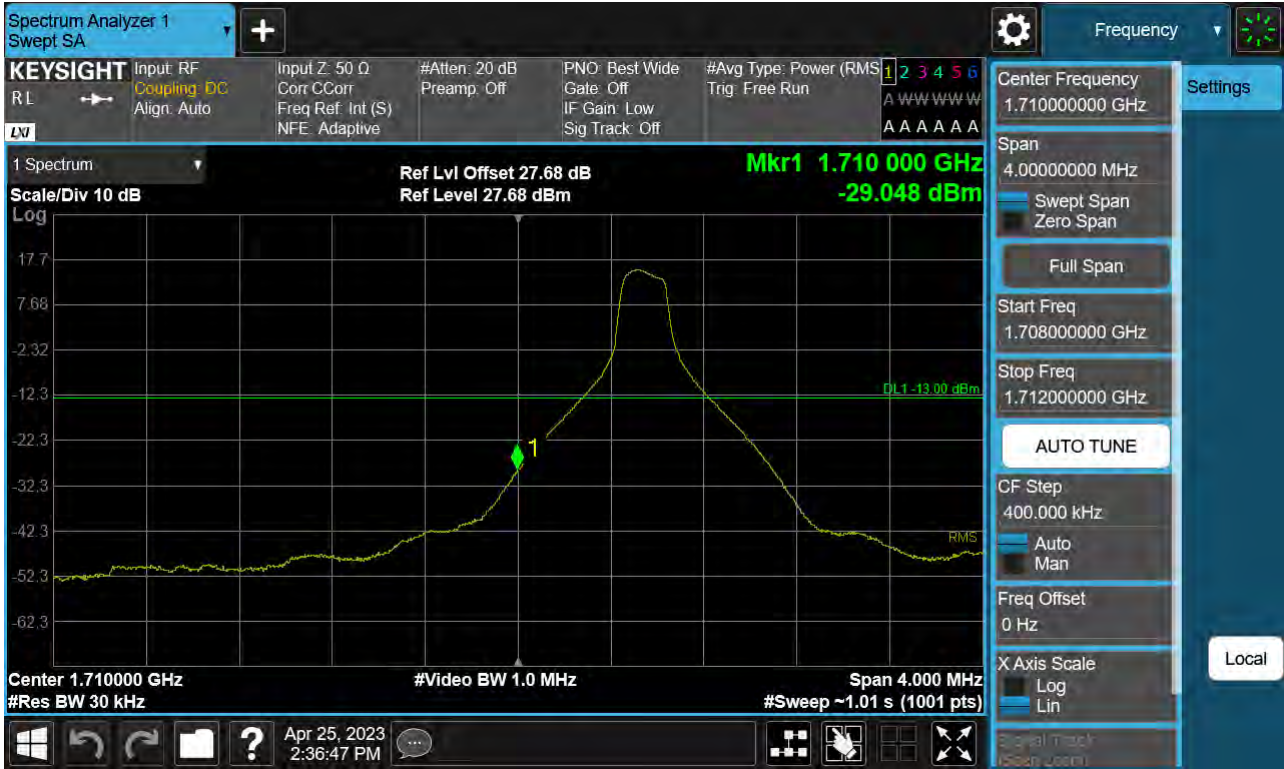 Spectrum Analyzer 1
Swept SA
Frequency
KEYSIGHT
R L
LXI
Input: RF
Coupling: DC
Align: Auto
Input Z: 50 Ω
Corr CCorr
Freq Ref: Int (S)
NFE: Adaptive
#Atten: 20 dB
Preamp: Off
PNO: Best Wide
Gate: Off
IF Gain: Low
Sig Track: Off
#Avg Type: Power (RMS
Trig: Free Run
1 2 3 4 5 6
A W W W W W
A A A A A A
1 Spectrum
Scale/Div 10 dB
Log
Ref Lvl Offset 27.68 dB
Ref Level 27.68 dBm
Mkr1 1.710 000 GHz
-29.048 dBm
17.7
7.68
-2.32
-12.3
-22.3
-32.3
-42.3
-52.3
-62.3
DL1 -13.00 dBm
1
RMS
Center 1.710000 GHz
#Res BW 30 kHz
#Video BW 1.0 MHz
Span 4.000 MHz
#Sweep ~1.01 s (1001 pts)
Center Frequency
1.710000000 GHz
Span
4.00000000 MHz
Swept Span
Zero Span
Full Span
Start Freq
1.708000000 GHz
Stop Freq
1.712000000 GHz
AUTO TUNE
CF Step
400.000 kHz
Auto
Man
Freq Offset
0 Hz
X Axis Scale
Log
Lin
Signal Track
(Span Zoom)
Settings
Local
?
Apr 25, 2023
2:36:47 PM